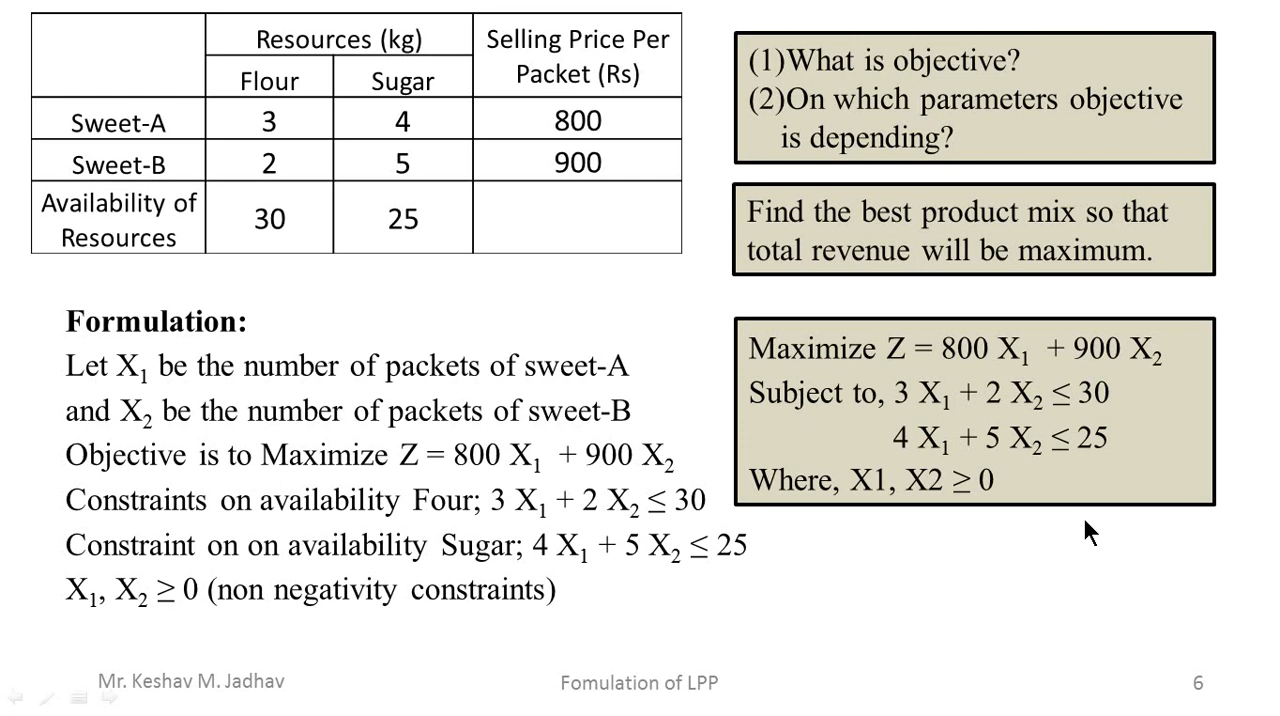 Resources (kg) Selling Price Per Packet (Rs)
Flour Sugar
Sweet-A 3 4 800
Sweet-B 2 5 900
Availability of Resources 30 25
(1)What is objective?
(2)On which parameters objective
is depending?
Find the best product mix so that
total revenue will be maximum.
Formulation:
Let X₁ be the number of packets of sweet-A
and X₂ be the number of packets of sweet-B
Objective is to Maximize Z = 800 X₁ + 900 X₂
Constraints on availability Four; 3 X₁ + 2 X₂ ≤ 30
Constraint on on availability Sugar; 4 X₁ + 5 X₂ ≤ 25
X₁, X₂ ≥ 0 (non negativity constraints)
Maximize Z = 800 X₁ + 900 X₂
Subject to, 3 X₁ + 2 X₂ ≤ 30
4 X₁ + 5 X₂ ≤ 25
Where, X1, X2 ≥ 0
Mr. Keshav M. Jadhav
Fomulation of LPP
6